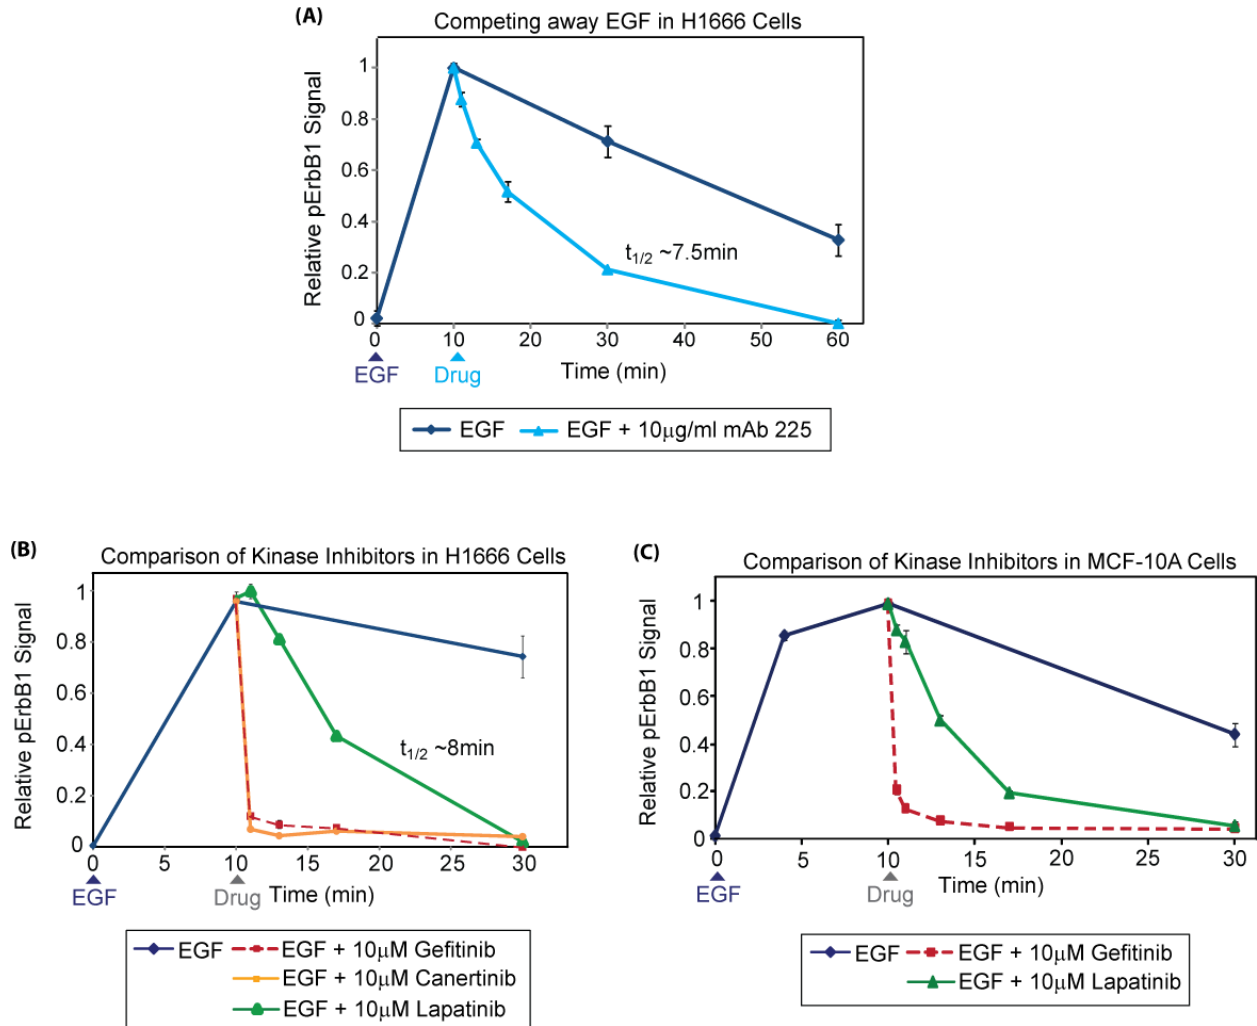 (A)
Competing away EGF in H1666 Cells
Relative pErbB1 Signal
1
0.8
0.6
0.4
0.2
0
t1/2 ~7.5min
0 10 20 30 40 50 60
EGF Drug Time (min)
EGF EGF + 10μg/ml mAb 225
(B)
Comparison of Kinase Inhibitors in H1666 Cells
Relative pErbB1 Signal
1
0.8
0.6
0.4
0.2
0
t1/2 ~8min
0 5 10 15 20 25 30
EGF Drug Time (min)
EGF EGF + 10μM Gefitinib
EGF + 10μM Canertinib
EGF + 10μM Lapatinib
(C)
Comparison of Kinase Inhibitors in MCF-10A Cells
Relative pErbB1 Signal
1
0.8
0.6
0.4
0.2
0
0 5 10 15 20 25 30
EGF Drug Time (min)
EGF EGF + 10μM Gefitinib
EGF + 10μM Lapatinib